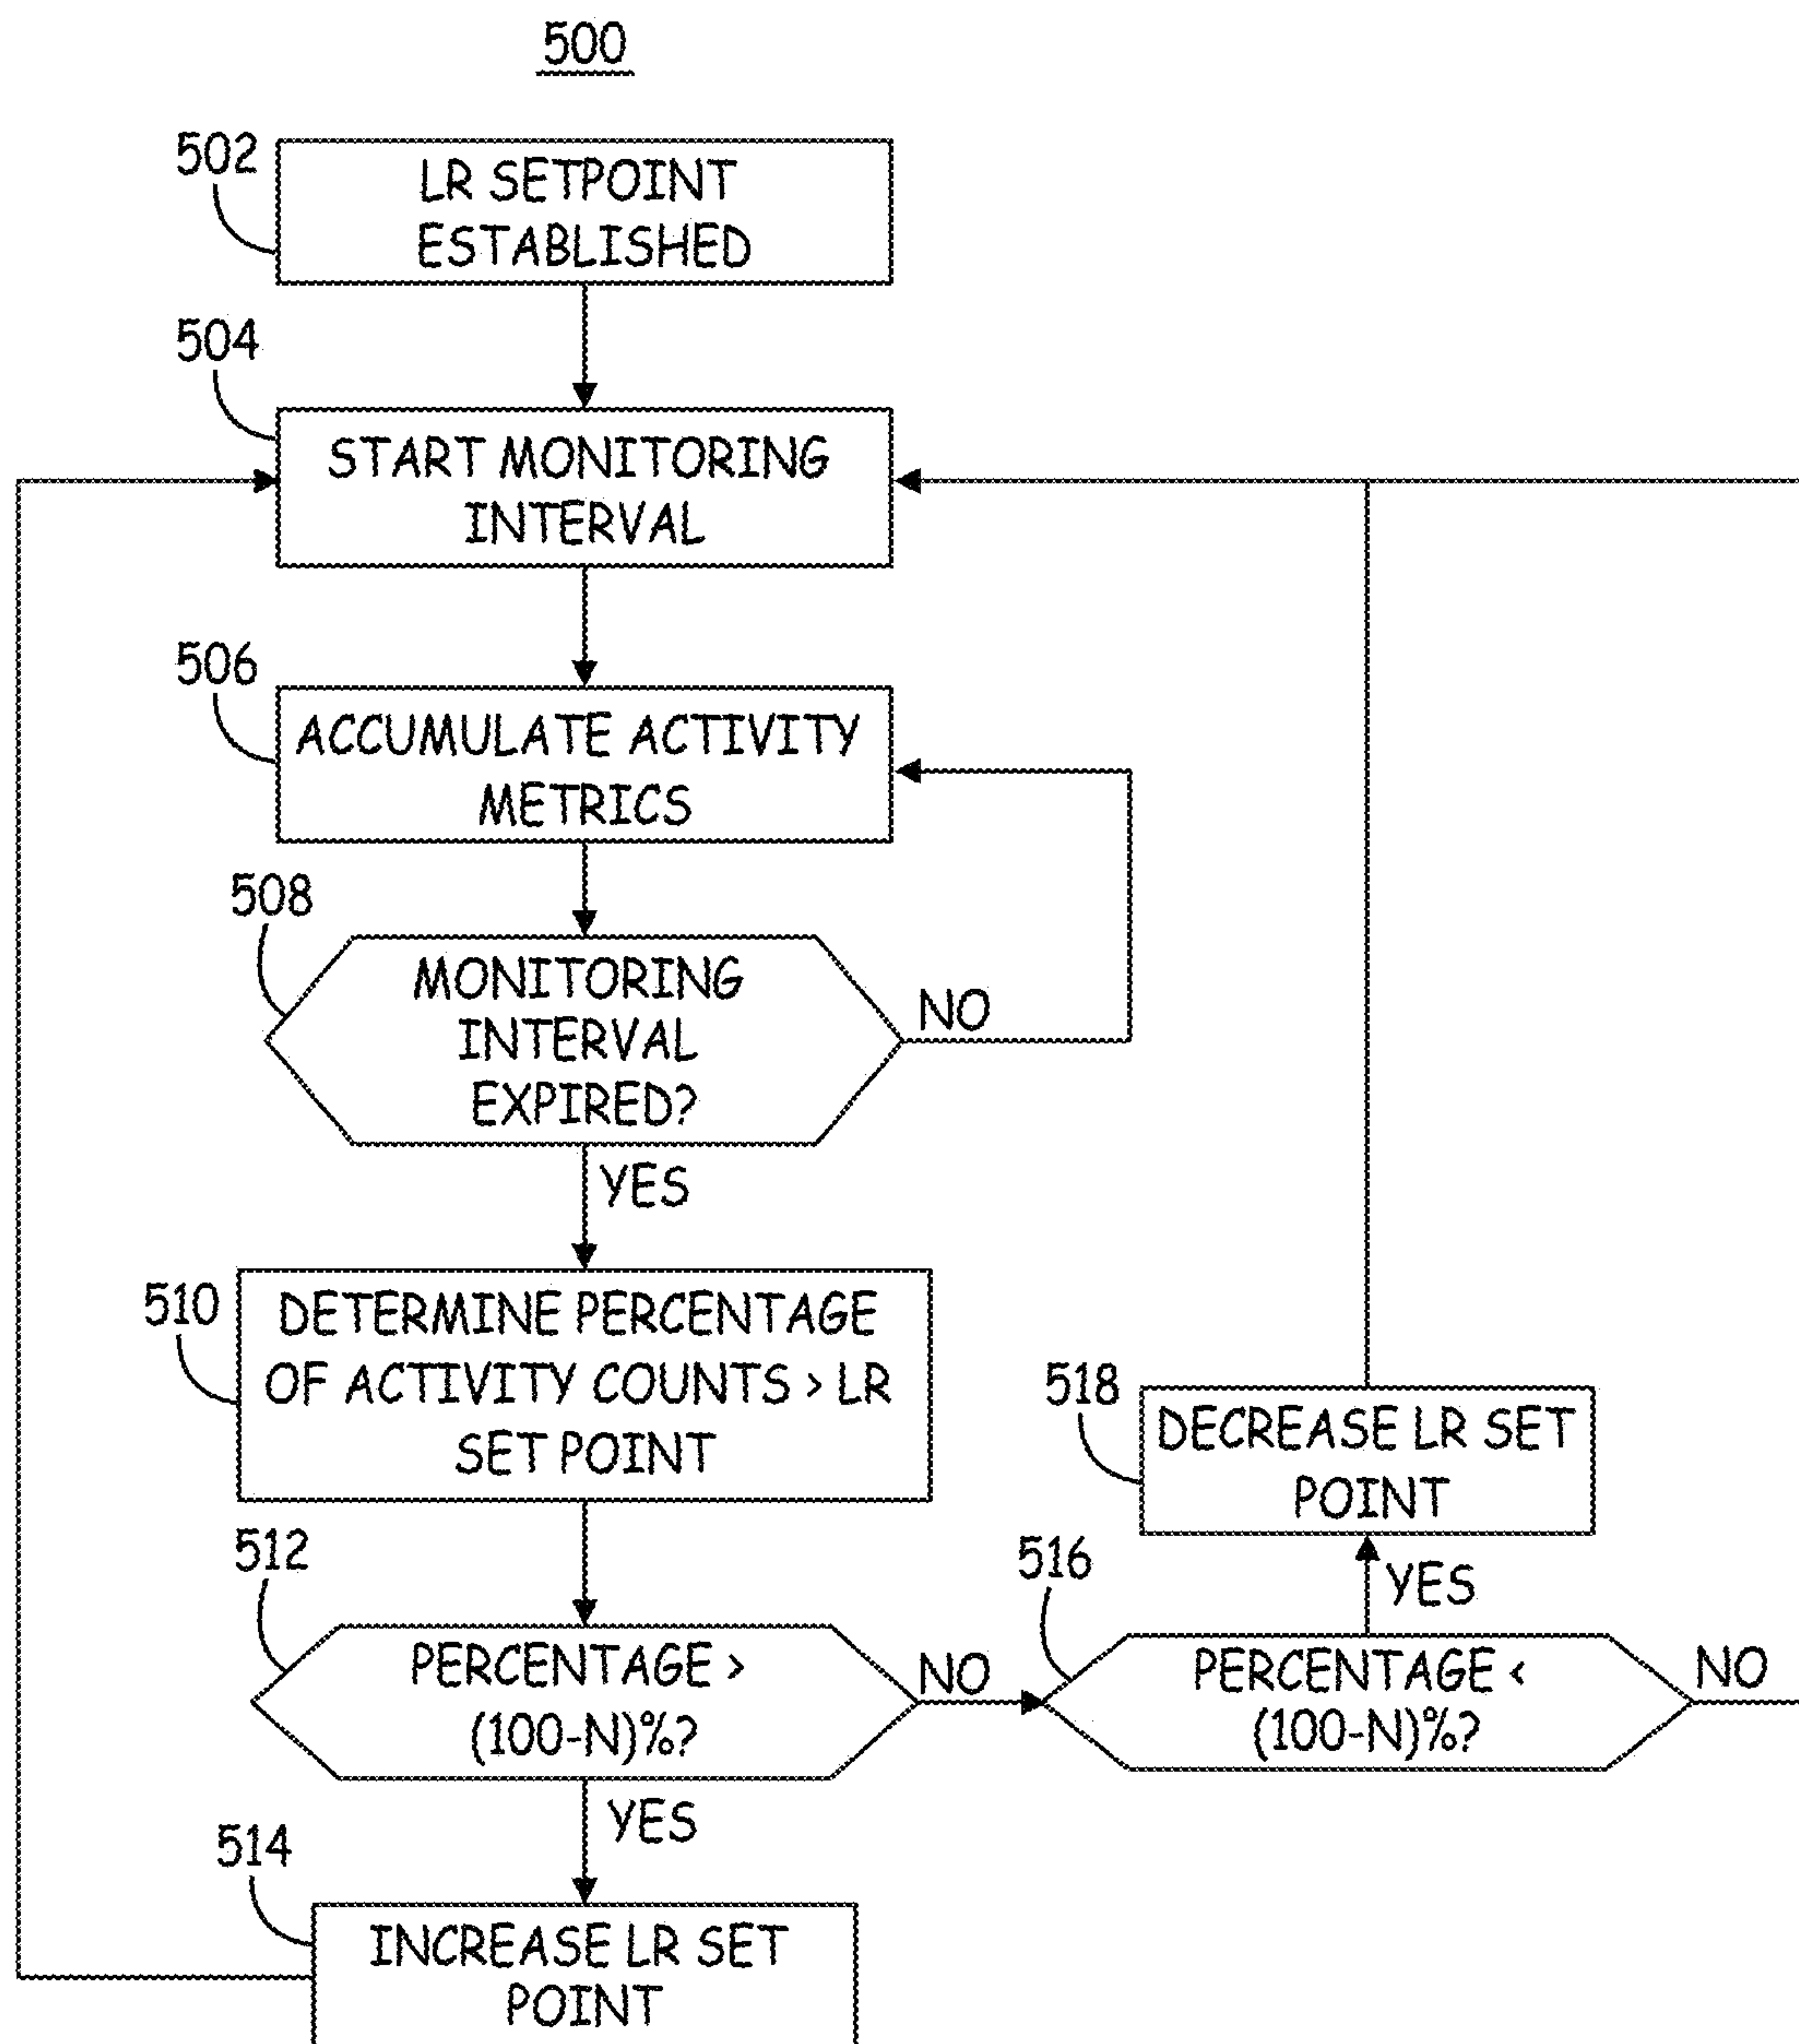 500
502
LR SETPOINT
ESTABLISHED
504
START MONITORING
INTERVAL
506
ACCUMULATE ACTIVITY
METRICS
508
MONITORING
INTERVAL
EXPIRED?
NO
YES
510
DETERMINE PERCENTAGE
OF ACTIVITY COUNTS > LR
SET POINT
518
DECREASE LR SET
POINT
512
PERCENTAGE >
(100-N)%?
NO
516
YES
PERCENTAGE <
(100-N)%?
NO
YES
514
INCREASE LR SET
POINT